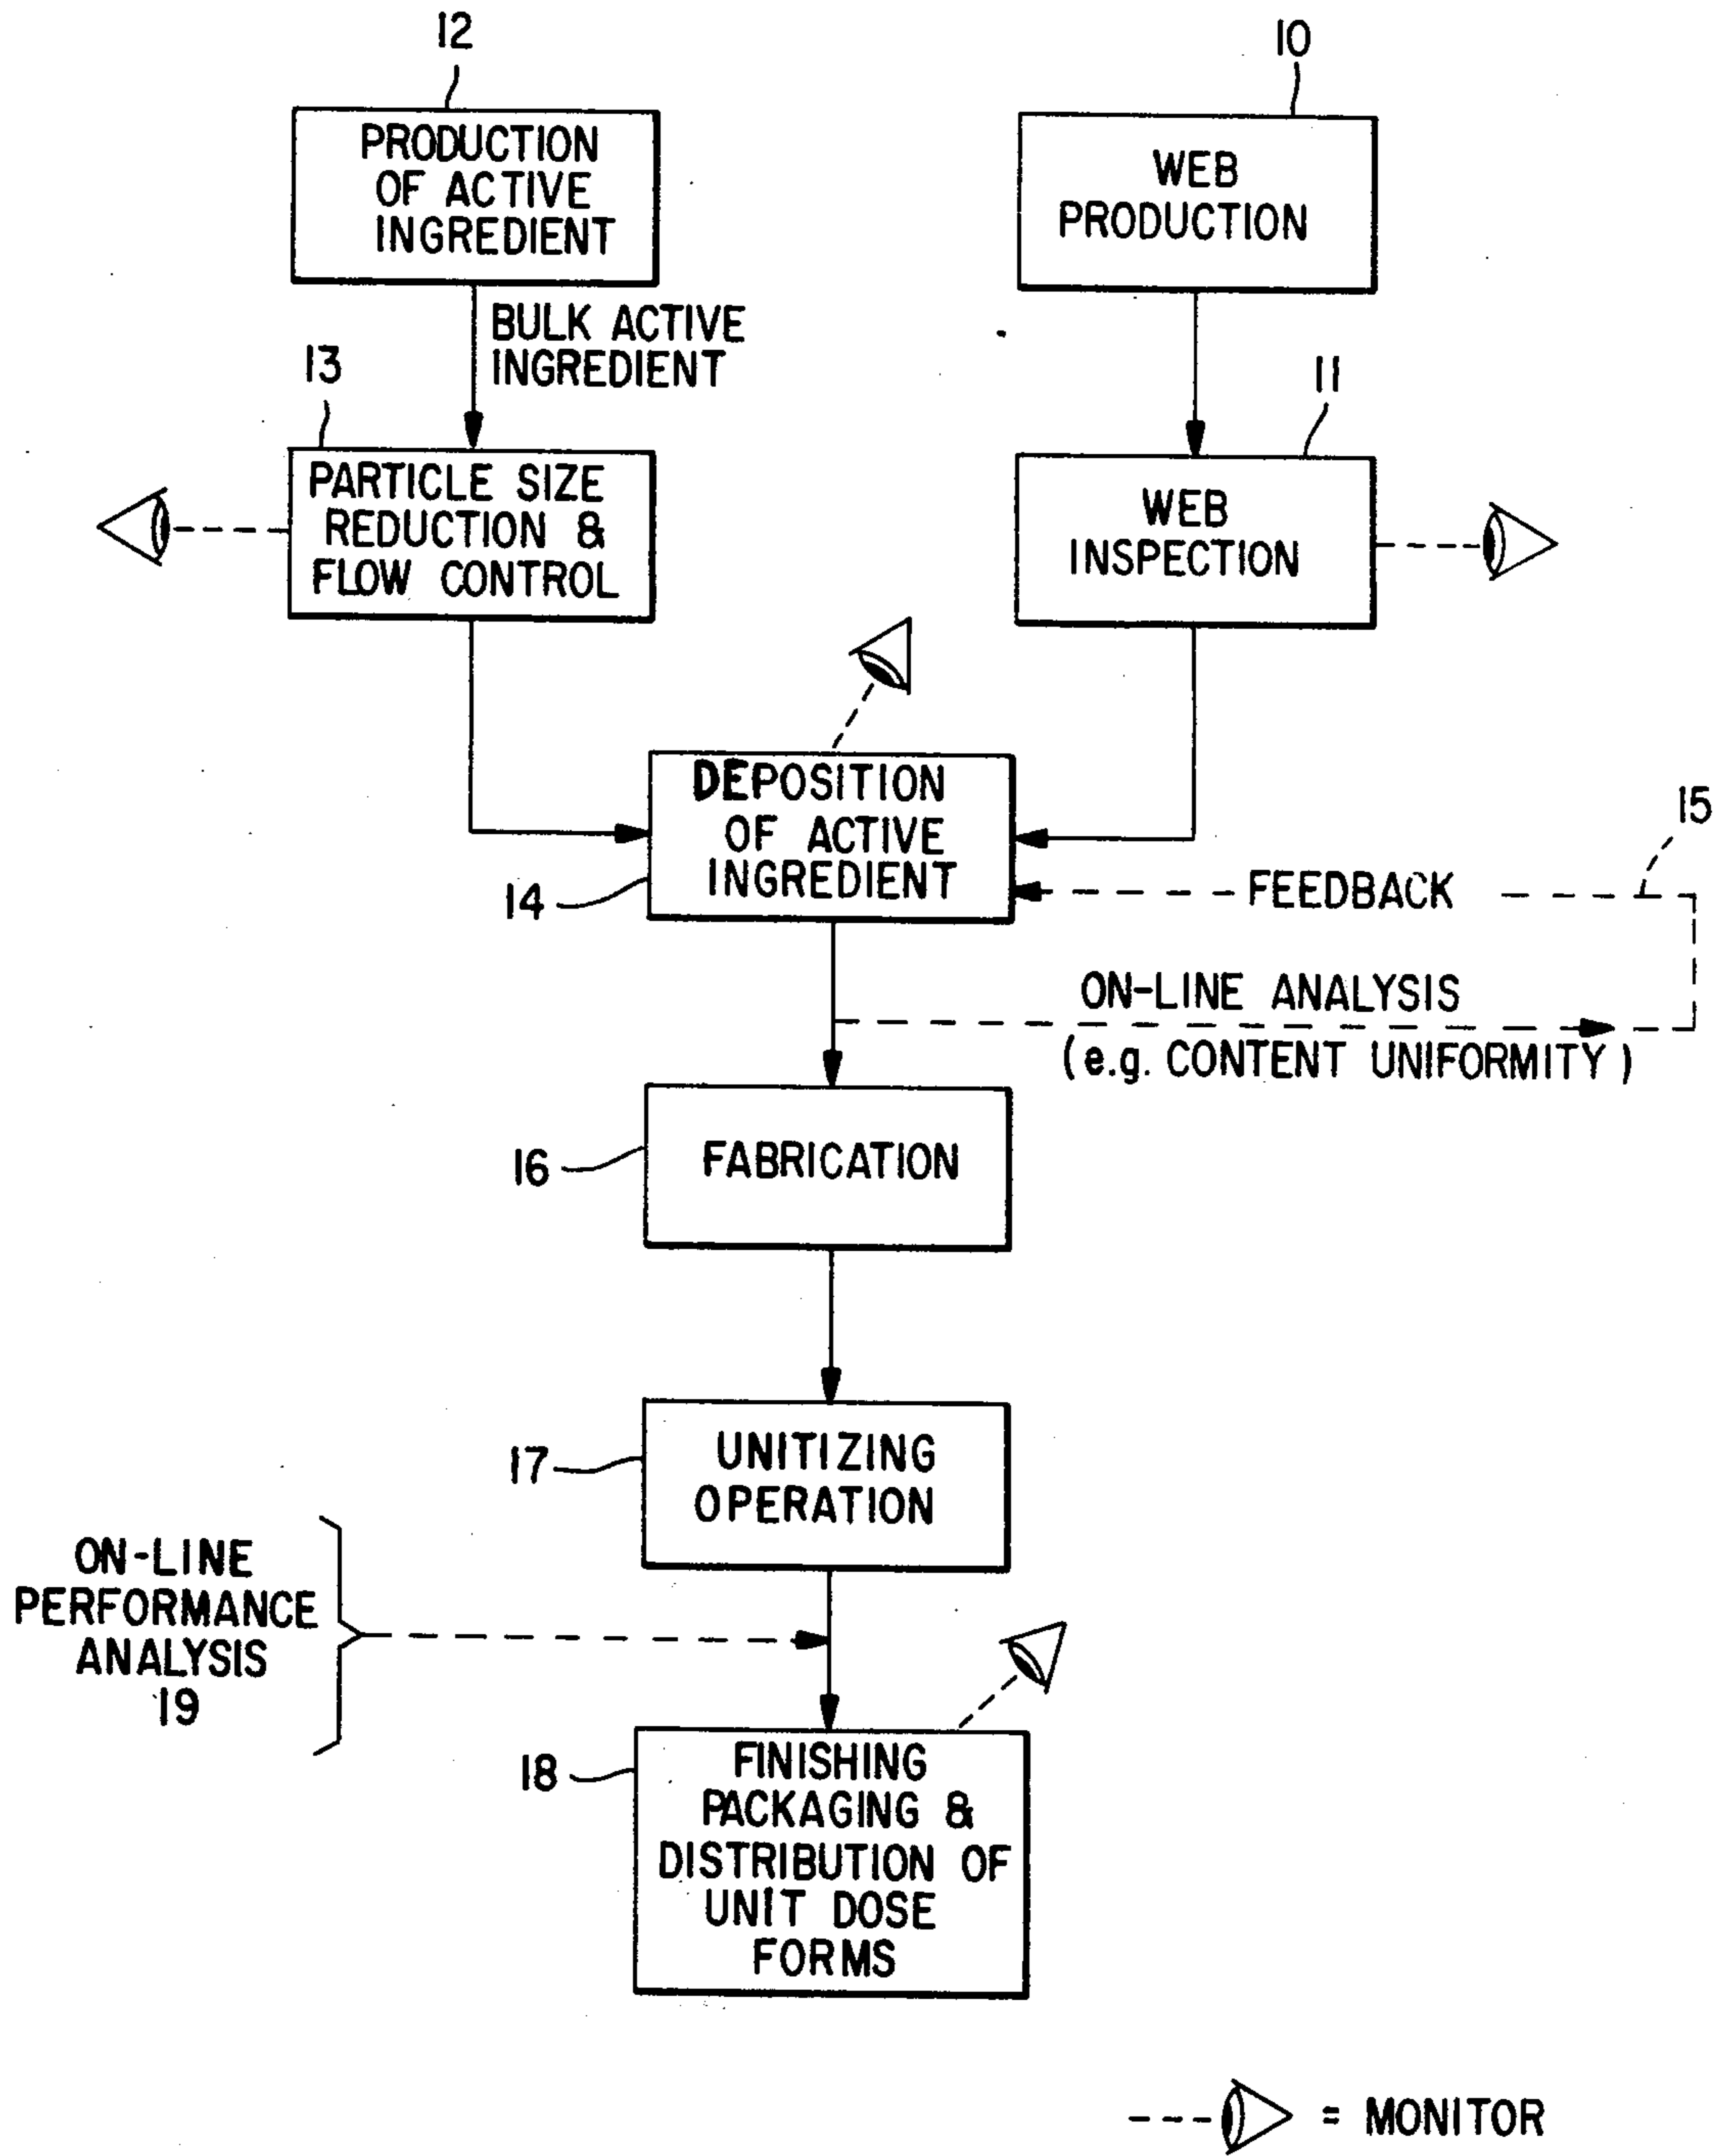 12
10
PRODUCTION
OF ACTIVE
INGREDIENT
WEB
PRODUCTION
BULK ACTIVE
INGREDIENT
13
11
PARTICLE SIZE
REDUCTION &
FLOW CONTROL
WEB
INSPECTION
DEPOSITION
OF ACTIVE
INGREDIENT
14
15
FEEDBACK
ON-LINE ANALYSIS
(e.g. CONTENT UNIFORMITY)
16
FABRICATION
17
UNITIZING
OPERATION
ON-LINE
PERFORMANCE
ANALYSIS
19
18
FINISHING
PACKAGING &
DISTRIBUTION OF
UNIT DOSE
FORMS
= MONITOR